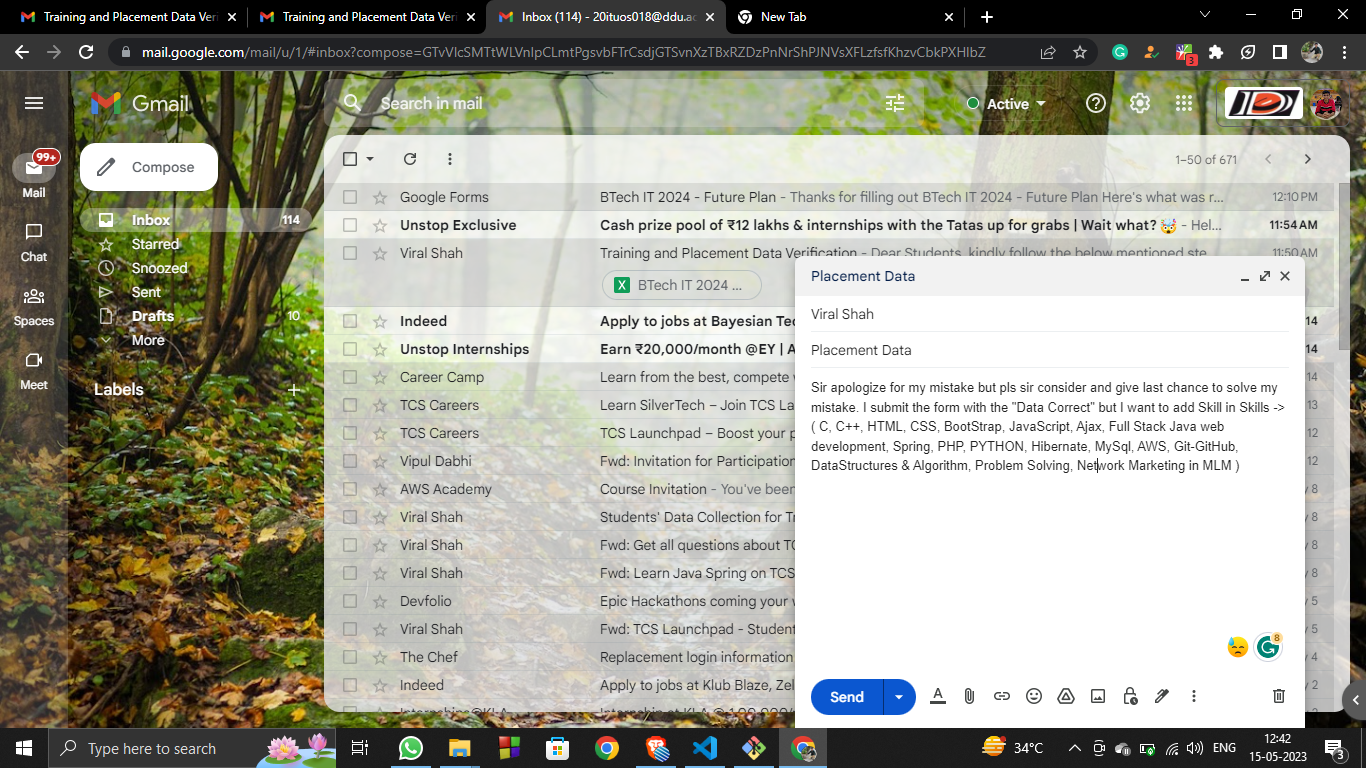 Training and Placement Data Veri
Training and Placement Data Veri
Inbox (114) - 20ituos018@ddu.ac
New Tab
mail.google.com/mail/u/1/#inbox?compose=
3
Gmail
Search in mail
Active
99+
Mail
Chat
Spaces
Meet
Compose
Inbox 114
Starred
Snoozed
Sent
Drafts 10
More
Labels
1–50 of 671
Google Forms BTech IT 2024 - Future Plan - Thanks for filling out BTech IT 2024 - Future Plan Here's what was r... 12:10 PM
Unstop Exclusive Cash prize pool of ₹12 lakhs & internships with the Tatas up for grabs | Wait what? 🤯 - Hel... 11:54 AM
Viral Shah Training and Placement Data Verification - Dear Students, kindly follow the below mentioned ste 11:50 AM
BTech IT 2024 ...
Indeed Apply to jobs at Bayesian Tec 14
Unstop Internships Earn ₹20,000/month @EY | A 14
Career Camp Learn from the best, compete 14
TCS Careers Learn SilverTech – Join TCS La 13
TCS Careers TCS Launchpad – Boost your p 12
Vipul Dabhi Fwd: Invitation for Participation 12
AWS Academy Course Invitation - You've been 8
Viral Shah Students' Data Collection for Tr 8
Viral Shah Fwd: Get all questions about TC 8
Viral Shah Fwd: Learn Java Spring on TCS 8
Devfolio Epic Hackathons coming your 5
Viral Shah Fwd: TCS Launchpad - Student 5
The Chef Replacement login information 4
Indeed Apply to jobs at Klub Blaze, Zel 2
Placement Data
Viral Shah
Placement Data
Sir apologize for my mistake but pls sir consider and give last chance to solve my
mistake. I submit the form with the "Data Correct" but I want to add Skill in Skills ->
( C, C++, HTML, CSS, BootStrap, JavaScript, Ajax, Full Stack Java web
development, Spring, PHP, PYTHON, Hibernate, MySql, AWS, Git-GitHub,
DataStructures & Algorithm, Problem Solving, Network Marketing in MLM )
8
Send
Type here to search
34°C
ENG
12:42
15-05-2023
3